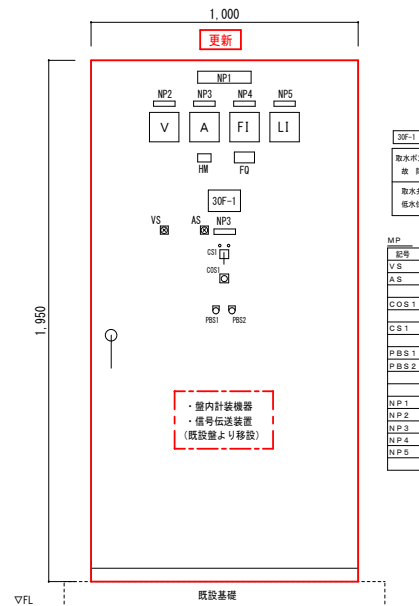 1,000
更新
NP1
NP2 NP3 NP4 NP5
V A FI LI
HM FQ
30F-1
VS AS NP3
CS1
COS1
PBS1 PBS2
1,950
・盤内計装機器
・信号伝送装置
(既設盤より移設)
既設基礎
▽FL
30F-1
取水ポ
故
取水
低水
MP
記号
VS
AS
COS1
CS1
PBS1
PBS2
NP1
NP2
NP3
NP4
NP5